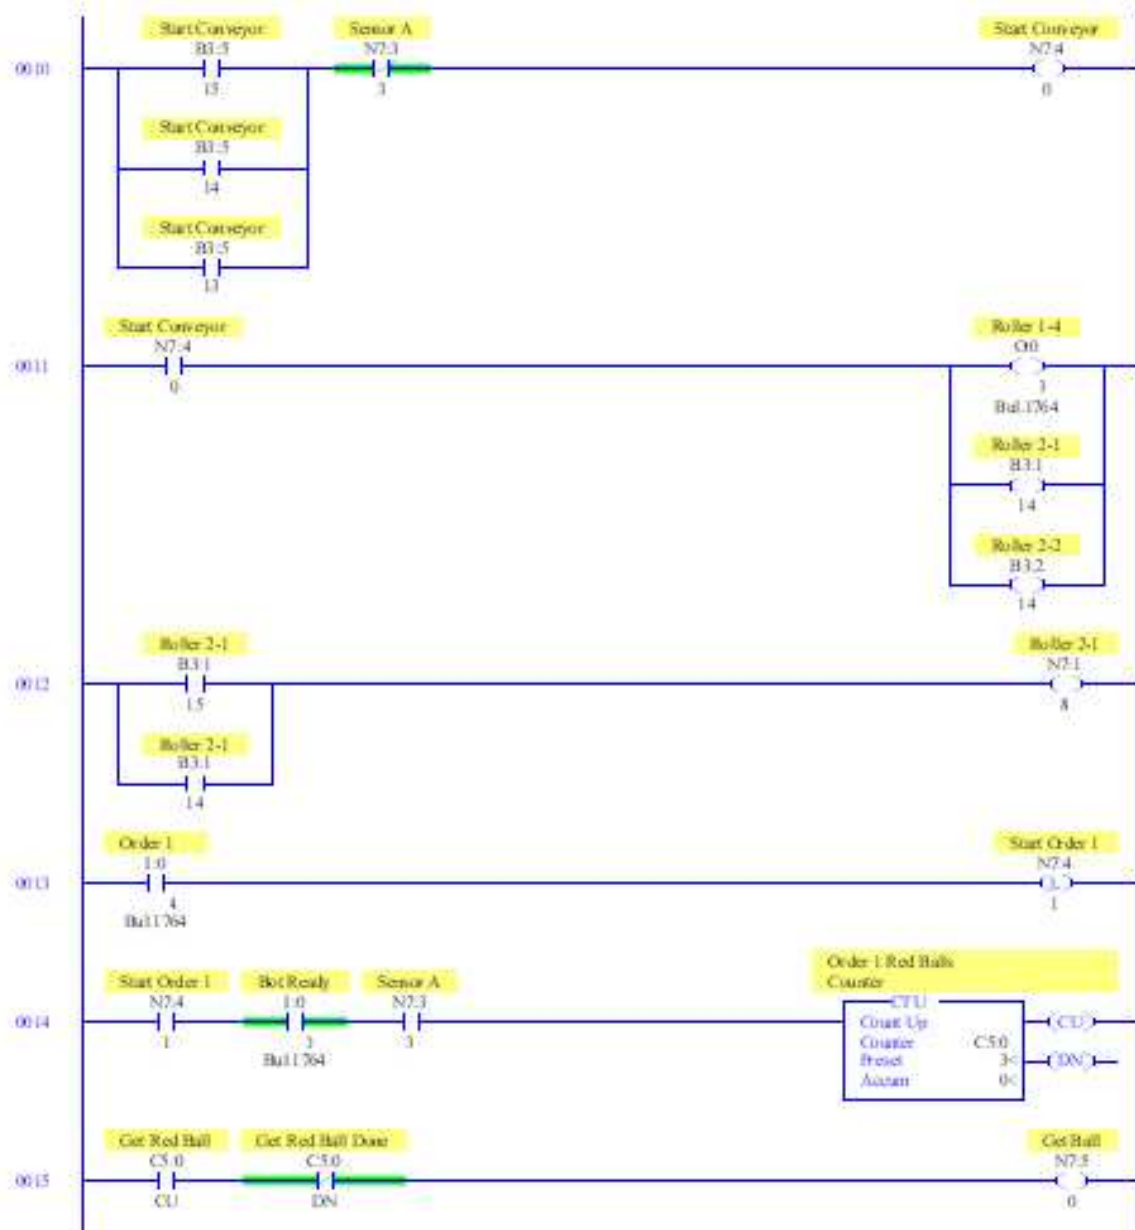 Start Conveyor Sensor A Start Conveyor
B3:5 N7:3 N7:4
0010
15 3 0
Start Conveyor
B3:5
14
Start Conveyor
B3:5
13
Start Conveyor Roller 1-4
N7:4 O:0
0011
0 3
Bul.1764
Roller 2-1
B3:1
14
Roller 2-2
B3:2
14
Roller 2-1 Roller 2-1
B3:1 N7:1
0012
15 8
Roller 2-1
B3:1
14
Order 1 Start Order 1
I:0 N7:4
0013 L
4 1
Bul.1764
Order 1 Red Balls
Counter
Start Order 1 Bot Ready Sensor A
N7:4 I:0 N7:3 CTU
0014 Count Up CU
1 3 Counter C5:0
Bul.1764 Preset 3< DN
Accum 0<
Get Red Ball Get Red Ball Done Get Ball
C5:0 C5:0 N7:5
0015
CU DN 0